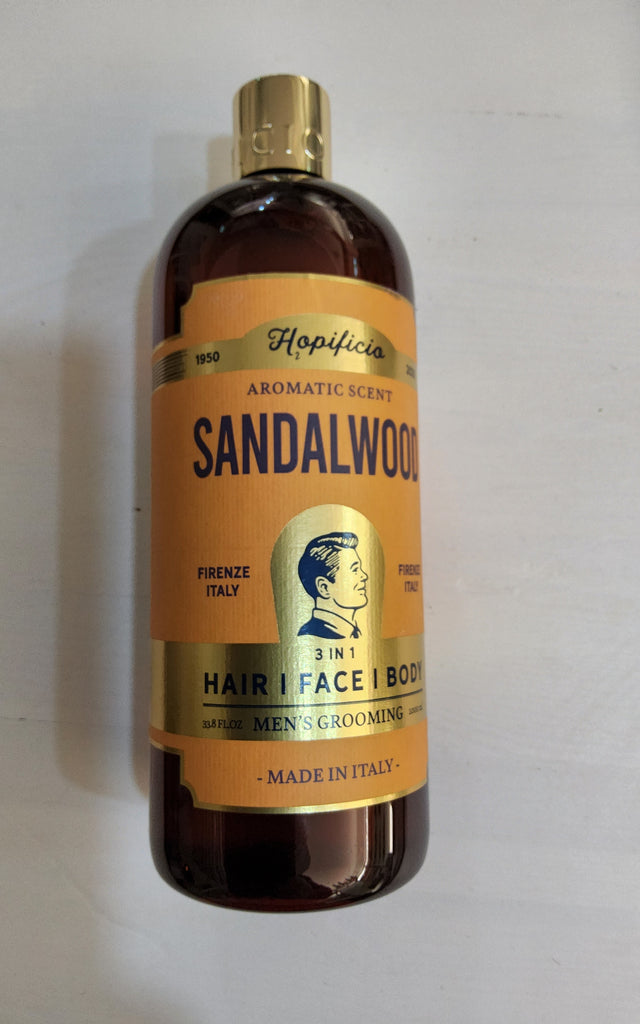 CIO
1950
H2opificio
AROMATIC SCENT
SANDALWOOD
FIRENZE
ITALY
FIRENZE
ITALY
3 IN 1
HAIR | FACE | BODY
33.8 FL.OZ MEN'S GROOMING
- MADE IN ITALY -